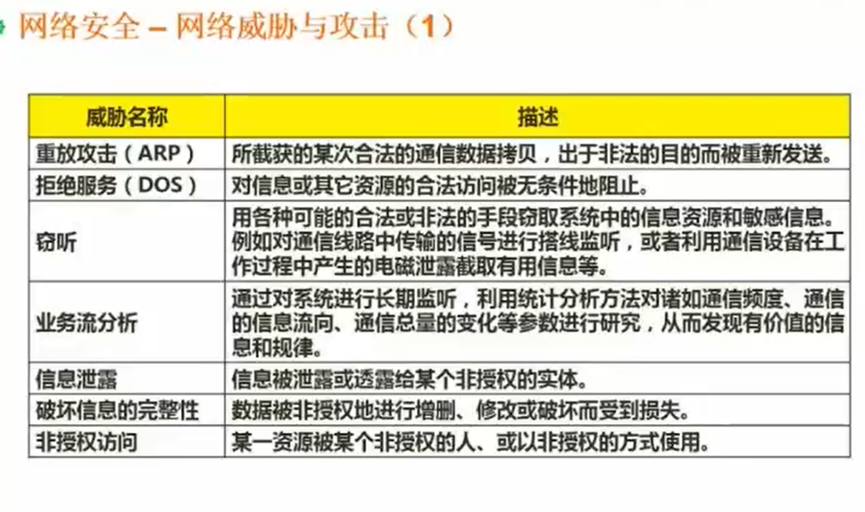 网络安全 – 网络威胁与攻击（1）
威胁名称 描述
重放攻击（ARP） 所截获的某次合法的通信数据拷贝，出于非法的目的而被重新发送。
拒绝服务（DOS） 对信息或其它资源的合法访问被无条件地阻止。
窃听 用各种可能的合法或非法的手段窃取系统中的信息资源和敏感信息。
例如对通信线路中传输的信号进行搭线监听，或者利用通信设备在工
作过程中产生的电磁泄露截取有用信息等。
业务流分析 通过对系统进行长期监听，利用统计分析方法对诸如通信频度、通信
的信息流向、通信总量的变化等参数进行研究，从而发现有价值的信
息和规律。
信息泄露 信息被泄露或透露给某个非授权的实体。
破坏信息的完整性 数据被非授权地进行增删、修改或破坏而受到损失。
非授权访问 某一资源被某个非授权的人、或以非授权的方式使用。